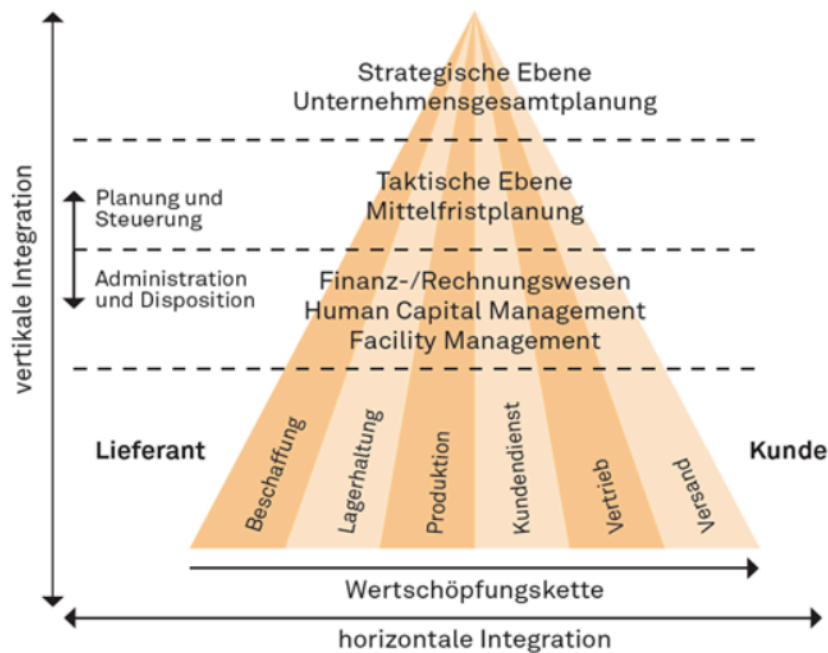 Strategische Ebene
Unternehmensgesamtplanung
vertikale Integration
Planung und
Steuerung
Taktische Ebene
Mittelfristplanung
Administration
und Disposition
Finanz-/Rechnungswesen
Human Capital Management
Facility Management
Lieferant
Beschaffung
Lagerhaltung
Produktion
Kundendienst
Vertrieb
Versand
Kunde
Wertschöpfungskette
horizontale Integration